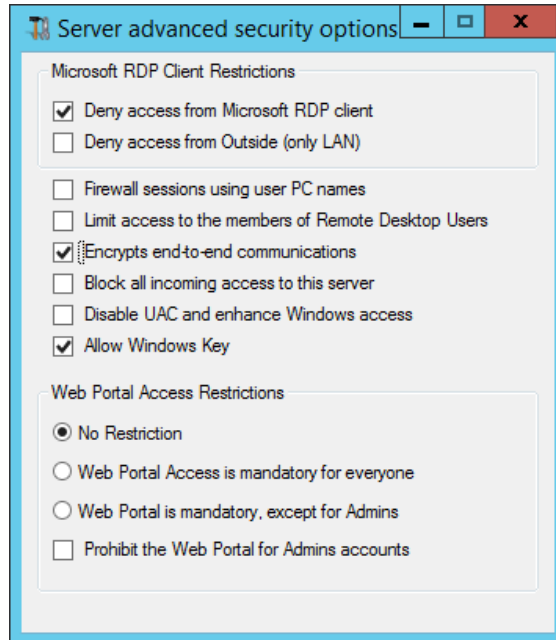 Server advanced security options
Microsoft RDP Client Restrictions
Deny access from Microsoft RDP client
Deny access from Outside (only LAN)
Firewall sessions using user PC names
Limit access to the members of Remote Desktop Users
Encrypts end-to-end communications
Block all incoming access to this server
Disable UAC and enhance Windows access
Allow Windows Key
Web Portal Access Restrictions
No Restriction
Web Portal Access is mandatory for everyone
Web Portal is mandatory, except for Admins
Prohibit the Web Portal for Admins accounts